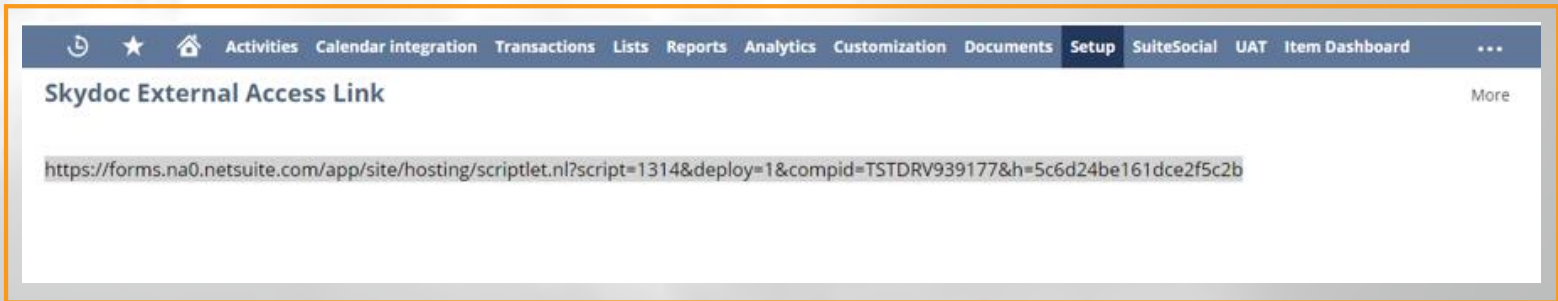 Activities Calendar integration Transactions Lists Reports Analytics Customization Documents Setup SuiteSocial UAT Item Dashboard ...
Skydoc External Access Link More
https://forms.na0.netsuite.com/app/site/hosting/scriptlet.nl?script=1314&deploy=1&compid=TSTDRV939177&h=5c6d24be161dce2f5c2b